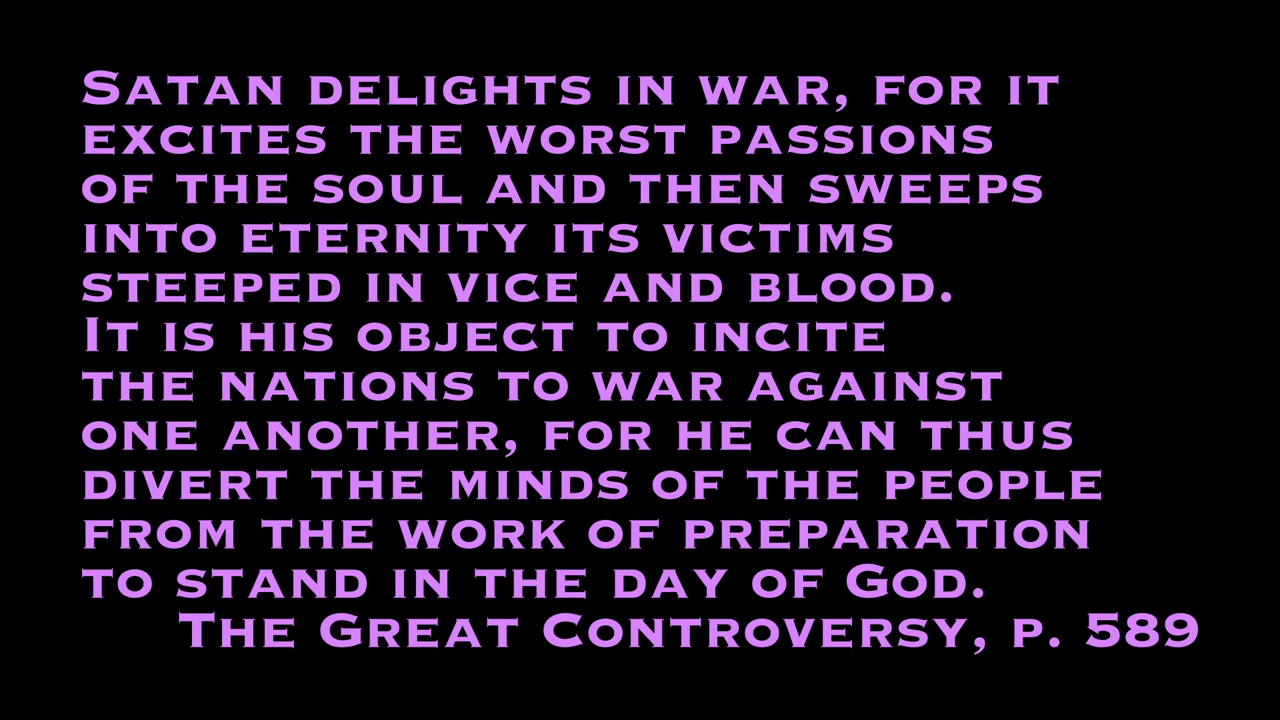 Satan delights in war, for it
excites the worst passions
of the soul and then sweeps
into eternity its victims
steeped in vice and blood.
It is his object to incite
the nations to war against
one another, for he can thus
divert the minds of the people
from the work of preparation
to stand in the day of God.
The Great Controversy, p. 589